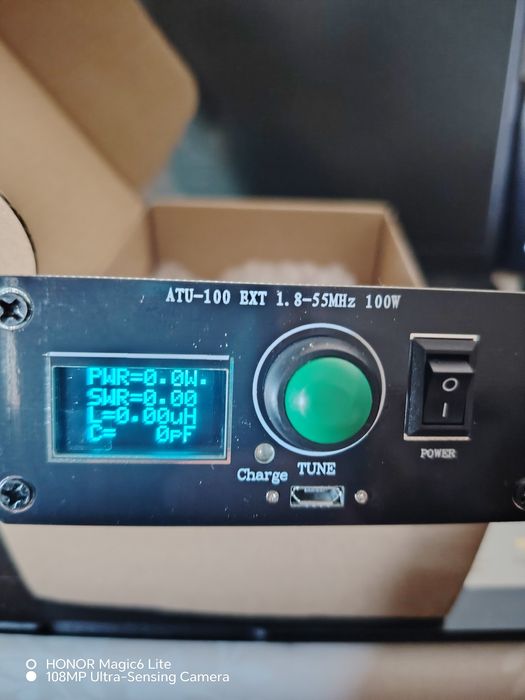 ATU-100 EXT 1.8-55MHz 100W
PWR=0.0W.
SWR=0.00
L=0.00uH
C= 0pF
Charge
TUNE
POWER
HONOR Magic6 Lite
108MP Ultra-Sensing Camera